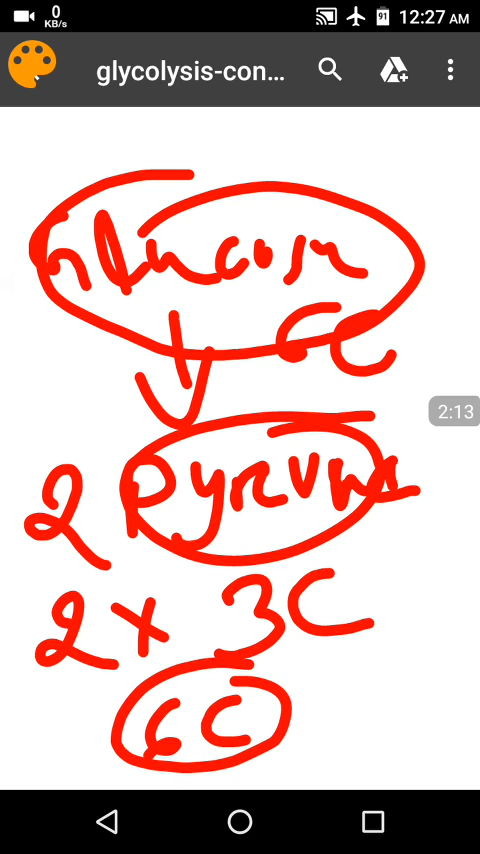 0 KB/s 91 12:27 AM
glycolysis-con...
Glucose
6C
2:13
2 Pyruvate
2 x 3C
6C